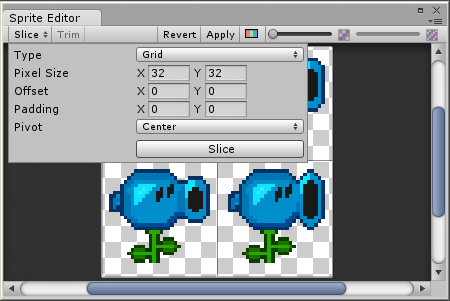 Sprite Editor
Slice Trim Revert Apply
Type Grid
Pixel Size X 32 Y 32
Offset X 0 Y 0
Padding X 0 Y 0
Pivot Center
Slice